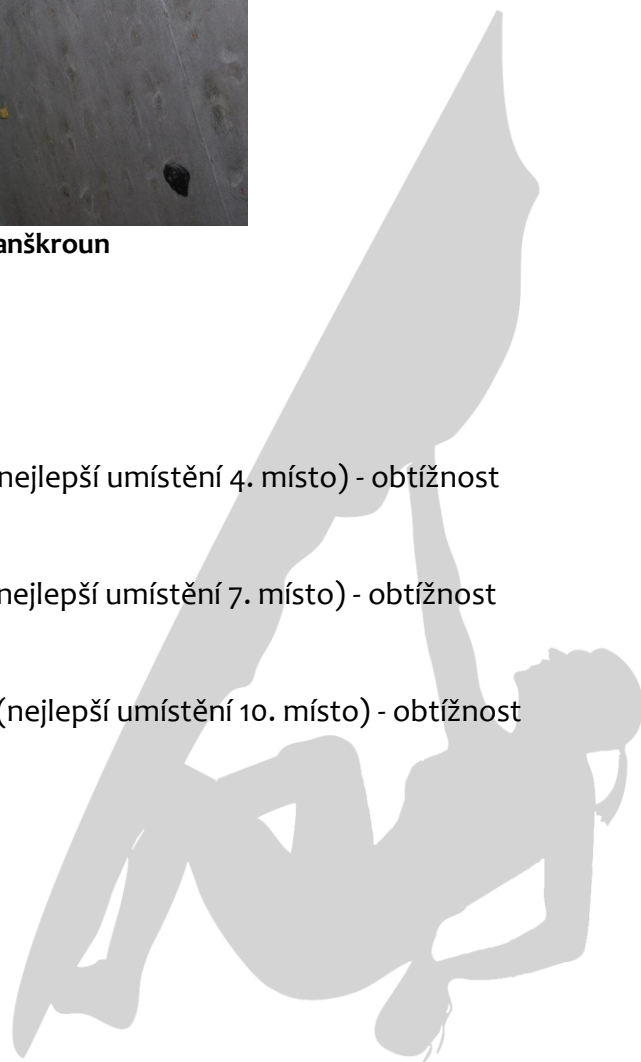 anškroun
nejlepší umístění 4. místo) - obtížnost
nejlepší umístění 7. místo) - obtížnost
(nejlepší umístění 10. místo) - obtížnost